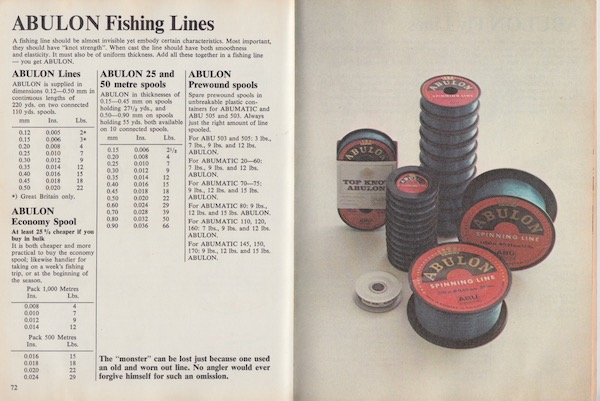 ABULON Fishing Lines
A fishing line should be almost invisible yet embody certain characteristics. Most important,
they should have "knot strength". When cast the line should have both smoothness
and elasticity. It must also be of uniform thickness. Add all these together in a fishing line
— you get ABULON.
ABULON Lines
ABULON is supplied in
dimensions 0.12—0.50 mm in
continuous lengths of
220 yds. on two connected
110 yds. spools.
mm Ins. Lbs.
0.12 0.005 2*
0.15 0.006 3*
0.20 0.008 4
0.25 0.010 7
0.30 0.012 9
0.35 0.014 12
0.40 0.016 15
0.45 0.018 18
0.50 0.020 22
*) Great Britain only.
ABULON
Economy Spool
At least 25 % cheaper if you
buy in bulk
It is both cheaper and more
practical to buy the economy
spool; likewise handier for
taking on a week's fishing
trip, or at the beginning of
the season.
Pack 1,000 Metres
Ins. Lbs.
0.008 4
0.010 7
0.012 9
0.014 12
Pack 500 Metres
Ins. Lbs.
0.016 15
0.018 18
0.020 22
0.024 29
72
ABULON 25 and
50 metre spools
ABULON in thicknesses of
0.15—0.45 mm on spools
holding 27 1/2 yds., and
0.50—0.90 mm on spools
holding 55 yds. both available
on 10 connected spools.
mm Ins. Lbs.
0.15 0.006 2 1/2
0.20 0.008 4
0.25 0.010 7
0.30 0.012 9
0.35 0.014 12
0.40 0.016 15
0.45 0.018 18
0.50 0.020 22
0.60 0.024 29
0.70 0.028 39
0.80 0.032 50
0.90 0.036 66
ABULON
Prewound spools
Spare prewound spools in
unbreakable plastic con-
tainers for ABUMATIC and
ABU 505 and 503. Always
just the right amount of line
spooled.
For ABU 503 and 505: 3 lbs.,
7 lbs., 9 lbs. and 12 lbs.
ABULON.
For ABUMATIC 20—60:
7 lbs., 9 lbs. and 12 lbs.
ABULON.
For ABUMATIC 70—75:
9 lbs., 12 lbs. and 15 lbs.
ABULON.
For ABUMATIC 80: 9 lbs.,
12 lbs. and 15 lbs. ABULON.
For ABUMATIC 110, 120,
160: 7 lbs., 9 lbs. and 12 lbs.
ABULON.
For ABUMATIC 145, 150,
170: 9 lbs., 12 lbs. and 15 lbs.
ABULON.
The "monster" can be lost just because one used
an old and worn out line. No angler would ever
forgive himself for such an omission.
ABULON
ABULON
TOP KNOT
ABULON
ABULON
ABULON
SPINNING LINE
ABULON
SPINNING LINE
ABU